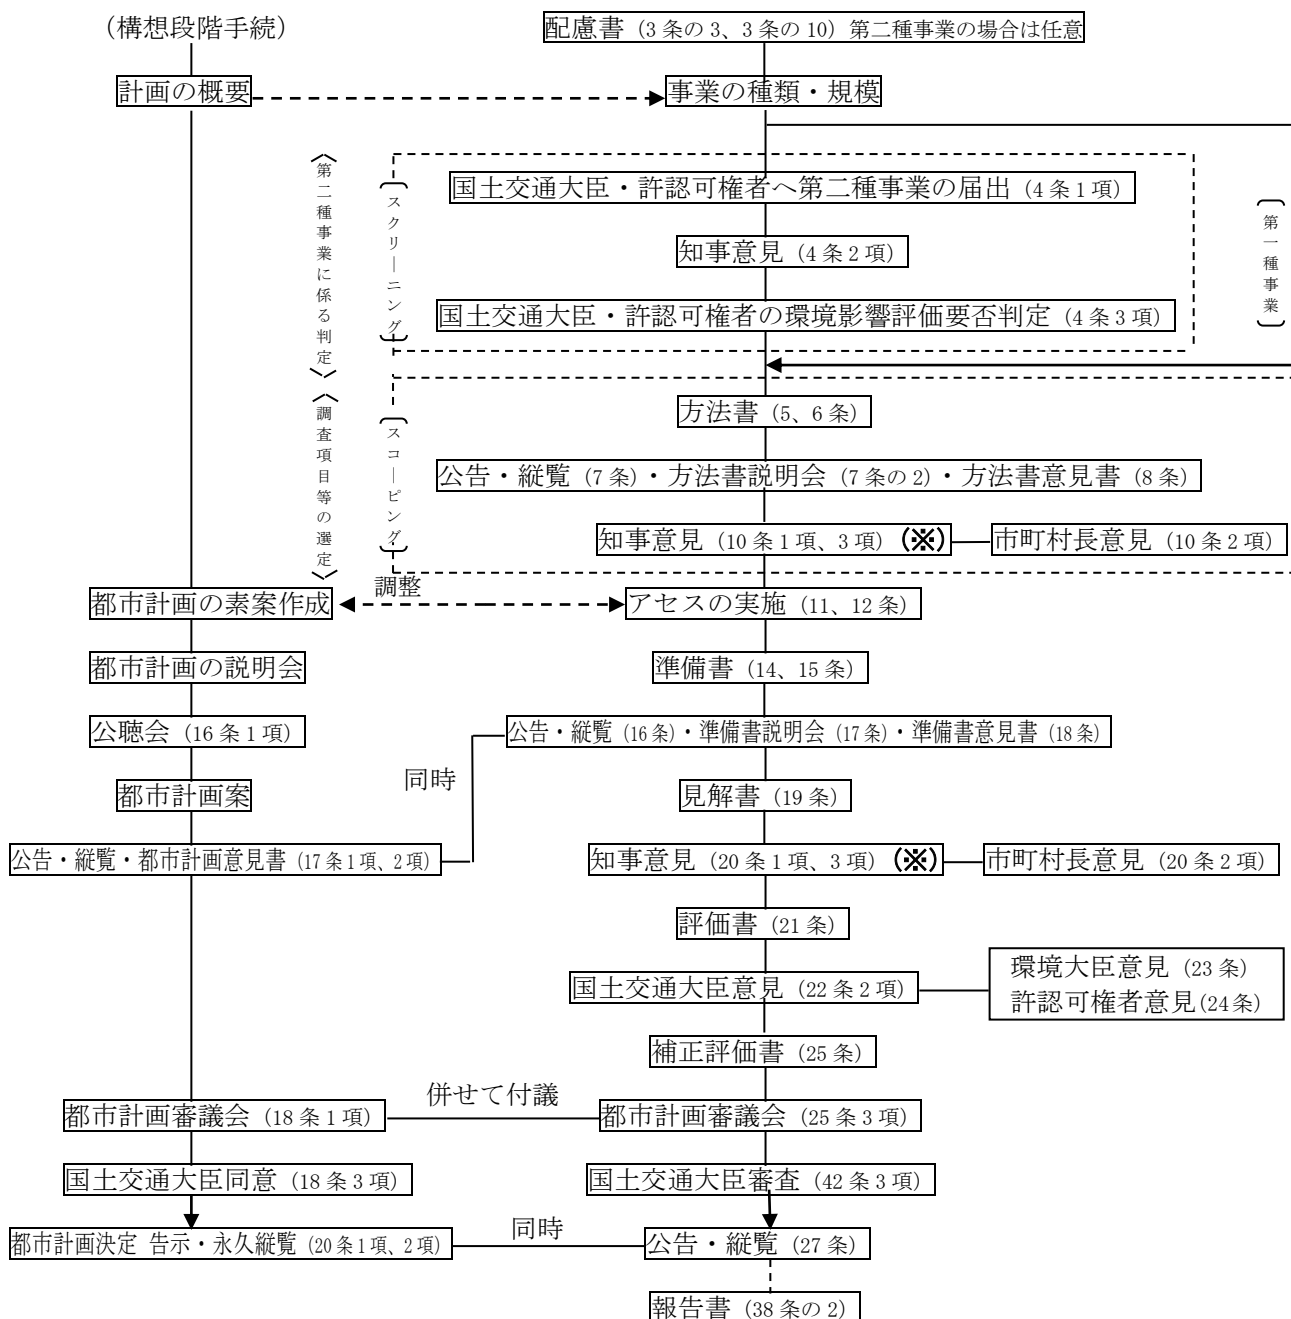 （構想段階手続）
配慮書（3条の3、3条の10）第二種事業の場合は任意
計画の概要
事業の種類・規模
〈第二種事業に係る判定〉
〔スクリーニング〕
国土交通大臣・許認可権者へ第二種事業の届出（4条1項）
〔第一種事業〕
知事意見（4条2項）
国土交通大臣・許認可権者の環境影響評価要否判定（4条3項）
〈調査項目等の選定〉
〔スコーピング〕
方法書（5、6条）
公告・縦覧（7条）・方法書説明会（7条の2）・方法書意見書（8条）
知事意見（10条1項、3項）（※）
市町村長意見（10条2項）
都市計画の素案作成
調整
アセスの実施（11、12条）
都市計画の説明会
準備書（14、15条）
公聴会（16条1項）
公告・縦覧（16条）・準備書説明会（17条）・準備書意見書（18条）
同時
都市計画案
見解書（19条）
公告・縦覧・都市計画意見書（17条1項、2項）
知事意見（20条1項、3項）（※）
市町村長意見（20条2項）
評価書（21条）
国土交通大臣意見（22条2項）
環境大臣意見（23条）
許認可権者意見（24条）
補正評価書（25条）
都市計画審議会（18条1項）
併せて付議
都市計画審議会（25条3項）
国土交通大臣同意（18条3項）
国土交通大臣審査（42条3項）
都市計画決定 告示・永久縦覧（20条1項、2項）
同時
公告・縦覧（27条）
報告書（38条の2）